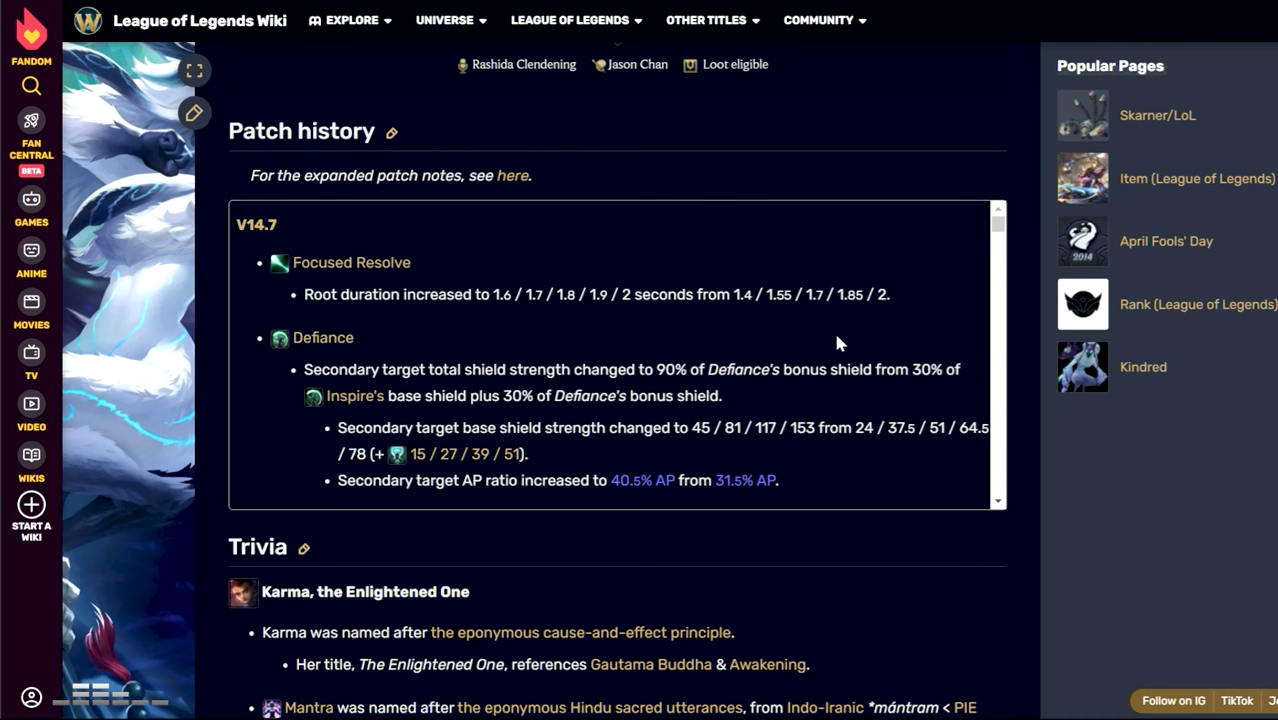 League of Legends Wiki
EXPLORE
UNIVERSE
LEAGUE OF LEGENDS
OTHER TITLES
COMMUNITY
FANDOM
FAN
CENTRAL
BETA
GAMES
ANIME
MOVIES
TV
VIDEO
WIKIS
START A
WIKI
Rashida Clendening
Jason Chan
Loot eligible
Patch history
For the expanded patch notes, see here.
V14.7
• Focused Resolve
• Root duration increased to 1.6 / 1.7 / 1.8 / 1.9 / 2 seconds from 1.4 / 1.55 / 1.7 / 1.85 / 2.
• Defiance
• Secondary target total shield strength changed to 90% of Defiance's bonus shield from 30% of
Inspire's base shield plus 30% of Defiance's bonus shield.
• Secondary target base shield strength changed to 45 / 81 / 117 / 153 from 24 / 37.5 / 51 / 64.5
/ 78 (+ 15 / 27 / 39 / 51).
• Secondary target AP ratio increased to 40.5% AP from 31.5% AP.
Trivia
Karma, the Enlightened One
• Karma was named after the eponymous cause-and-effect principle.
• Her title, The Enlightened One, references Gautama Buddha & Awakening.
• Mantra was named after the eponymous Hindu sacred utterances, from Indo-Iranic *mántram < PIE
Popular Pages
Skarner/LoL
Item (League of Legends)
2014
April Fools' Day
Rank (League of Legends)
Kindred
Follow on IG
TikTok